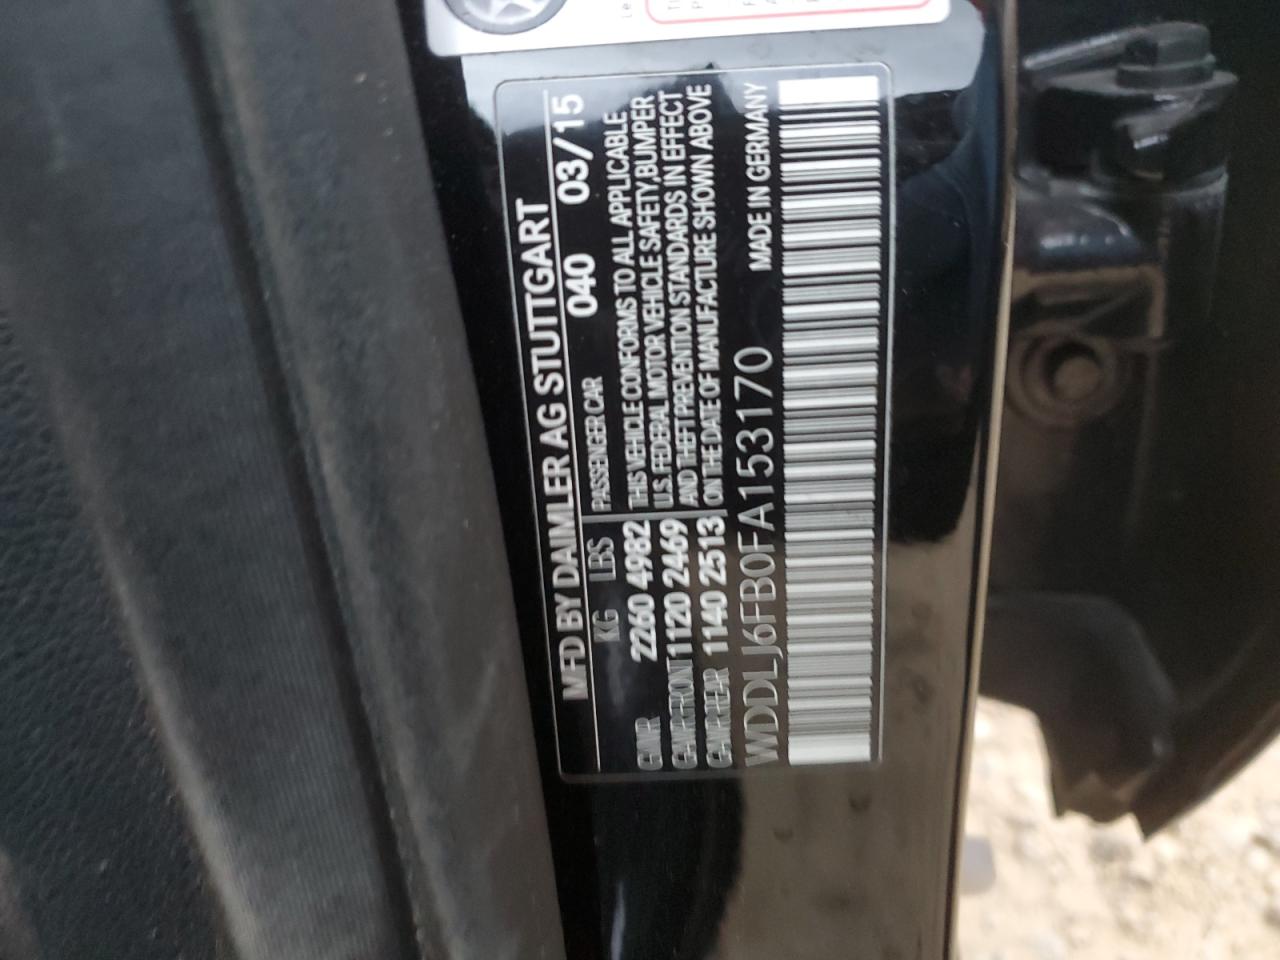 MFD BY DAIMLER AG STUTTGART
KG LBS 040 03/15
PASSENGER CAR
GVWR 2260 4982 THIS VEHICLE CONFORMS TO ALL APPLICABLE
U.S. FEDERAL MOTOR VEHICLE SAFETY,BUMPER
GAWR FRONT 1120 2469 AND THEFT PREVENTION STANDARDS IN EFFECT
GAWR REAR 1140 2513 ON THE DATE OF MANUFACTURE SHOWN ABOVE
WDDLJ6FB0FA153170 MADE IN GERMANY